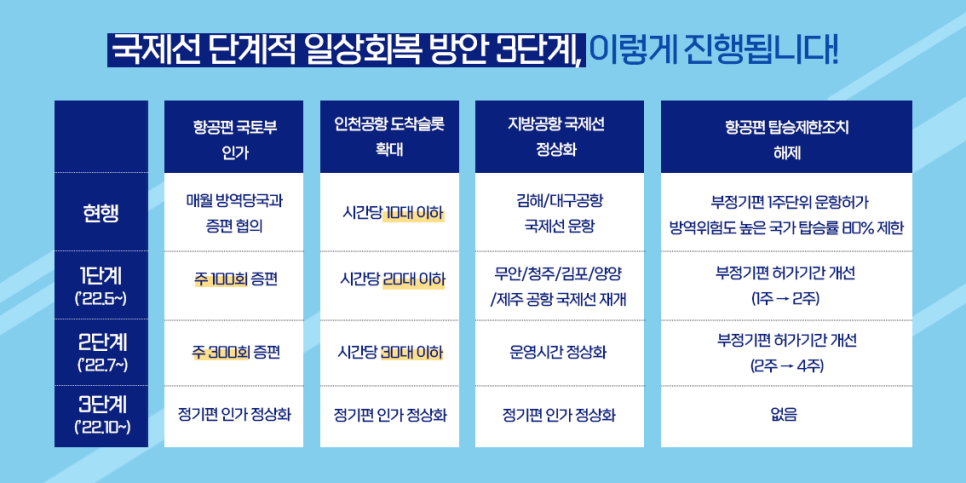 국제선 단계적 일상회복 방안 3단계, 이렇게 진행됩니다!
항공편 국토부
인가
인천공항 도착슬롯
확대
지방공항 국제선
정상화
항공편 탑승제한조치
해제
현행
매월 방역당국과
증편 협의
시간당 10대 이하
김해/대구공항
국제선 운항
부정기편 1주단위 운항허가
방역위험도 높은 국가 탑승률 80% 제한
1단계
('22.5~)
주 100회 증편
시간당 20대 이하
무안/청주/김포/양양
/제주 공항 국제선 재개
부정기편 허가기간 개선
(1주 → 2주)
2단계
('22.7~)
주 300회 증편
시간당 30대 이하
운영시간 정상화
부정기편 허가기간 개선
(2주 → 4주)
3단계
('22.10~)
정기편 인가 정상화
정기편 인가 정상화
정기편 인가 정상화
없음